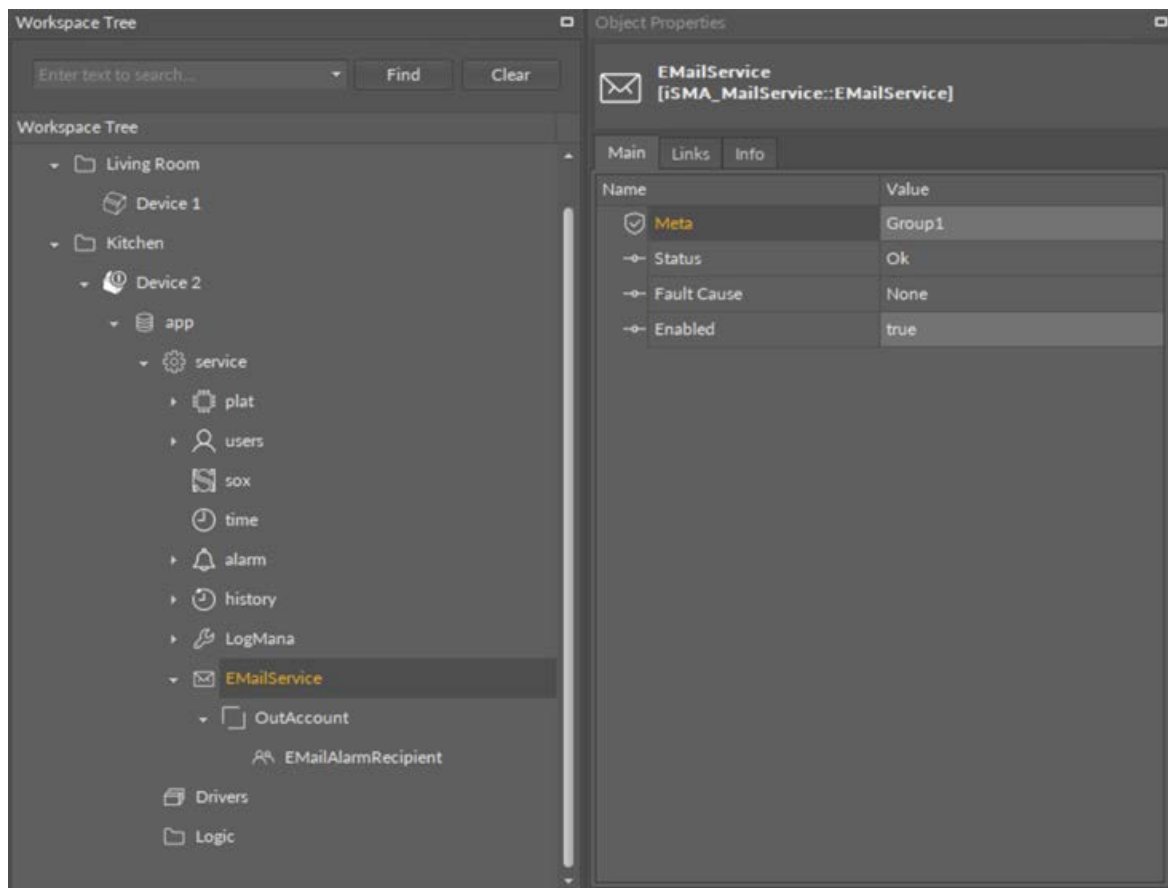 Workspace Tree
Enter text to search...
Find
Clear
Workspace Tree
Living Room
Device 1
Kitchen
Device 2
app
service
plat
users
sox
time
alarm
history
LogMana
EMailService
OutAccount
EMailAlarmRecipient
Drivers
Logic
Object Properties
EMailService
[iSMA_MailService::EMailService]
Main Links Info
Name Value
Meta Group1
Status Ok
Fault Cause None
Enabled true